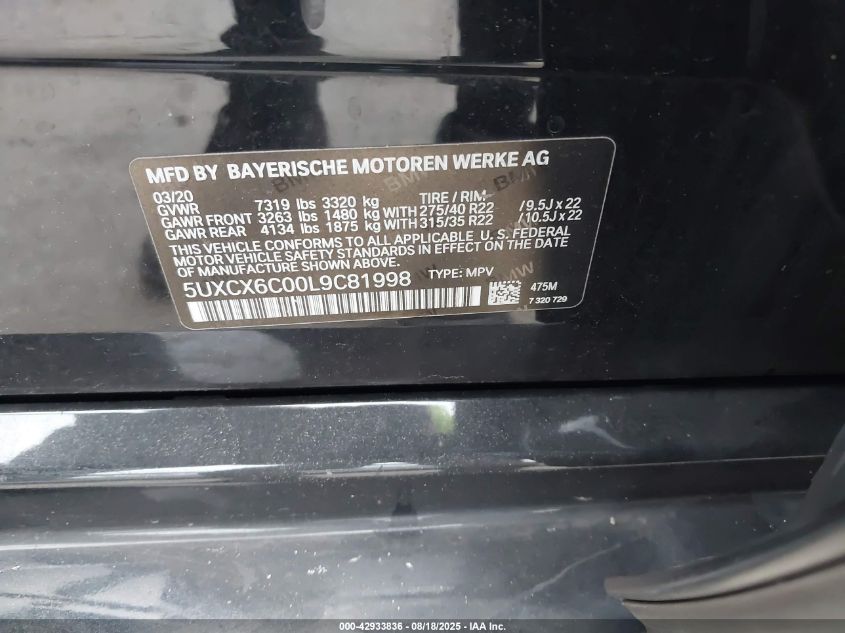 MFD BY BAYERISCHE MOTOREN WERKE AG
03/20
GVWR 7319 lbs 3320 kg TIRE / RIM
GAWR FRONT 3263 lbs 1480 kg WITH 275/40 R22 /9.5J x 22
GAWR REAR 4134 lbs 1875 kg WITH 315/35 R22 /10.5J x 22
THIS VEHICLE CONFORMS TO ALL APPLICABLE U. S. FEDERAL
MOTOR VEHICLE SAFETY STANDARDS IN EFFECT ON THE DATE
OF MANUFACTURE SHOWN ABOVE.
5UXCX6C00L9C81998 TYPE: MPV
475M
7 320 729
000-42933836 - 08/18/2025 - IAA Inc.